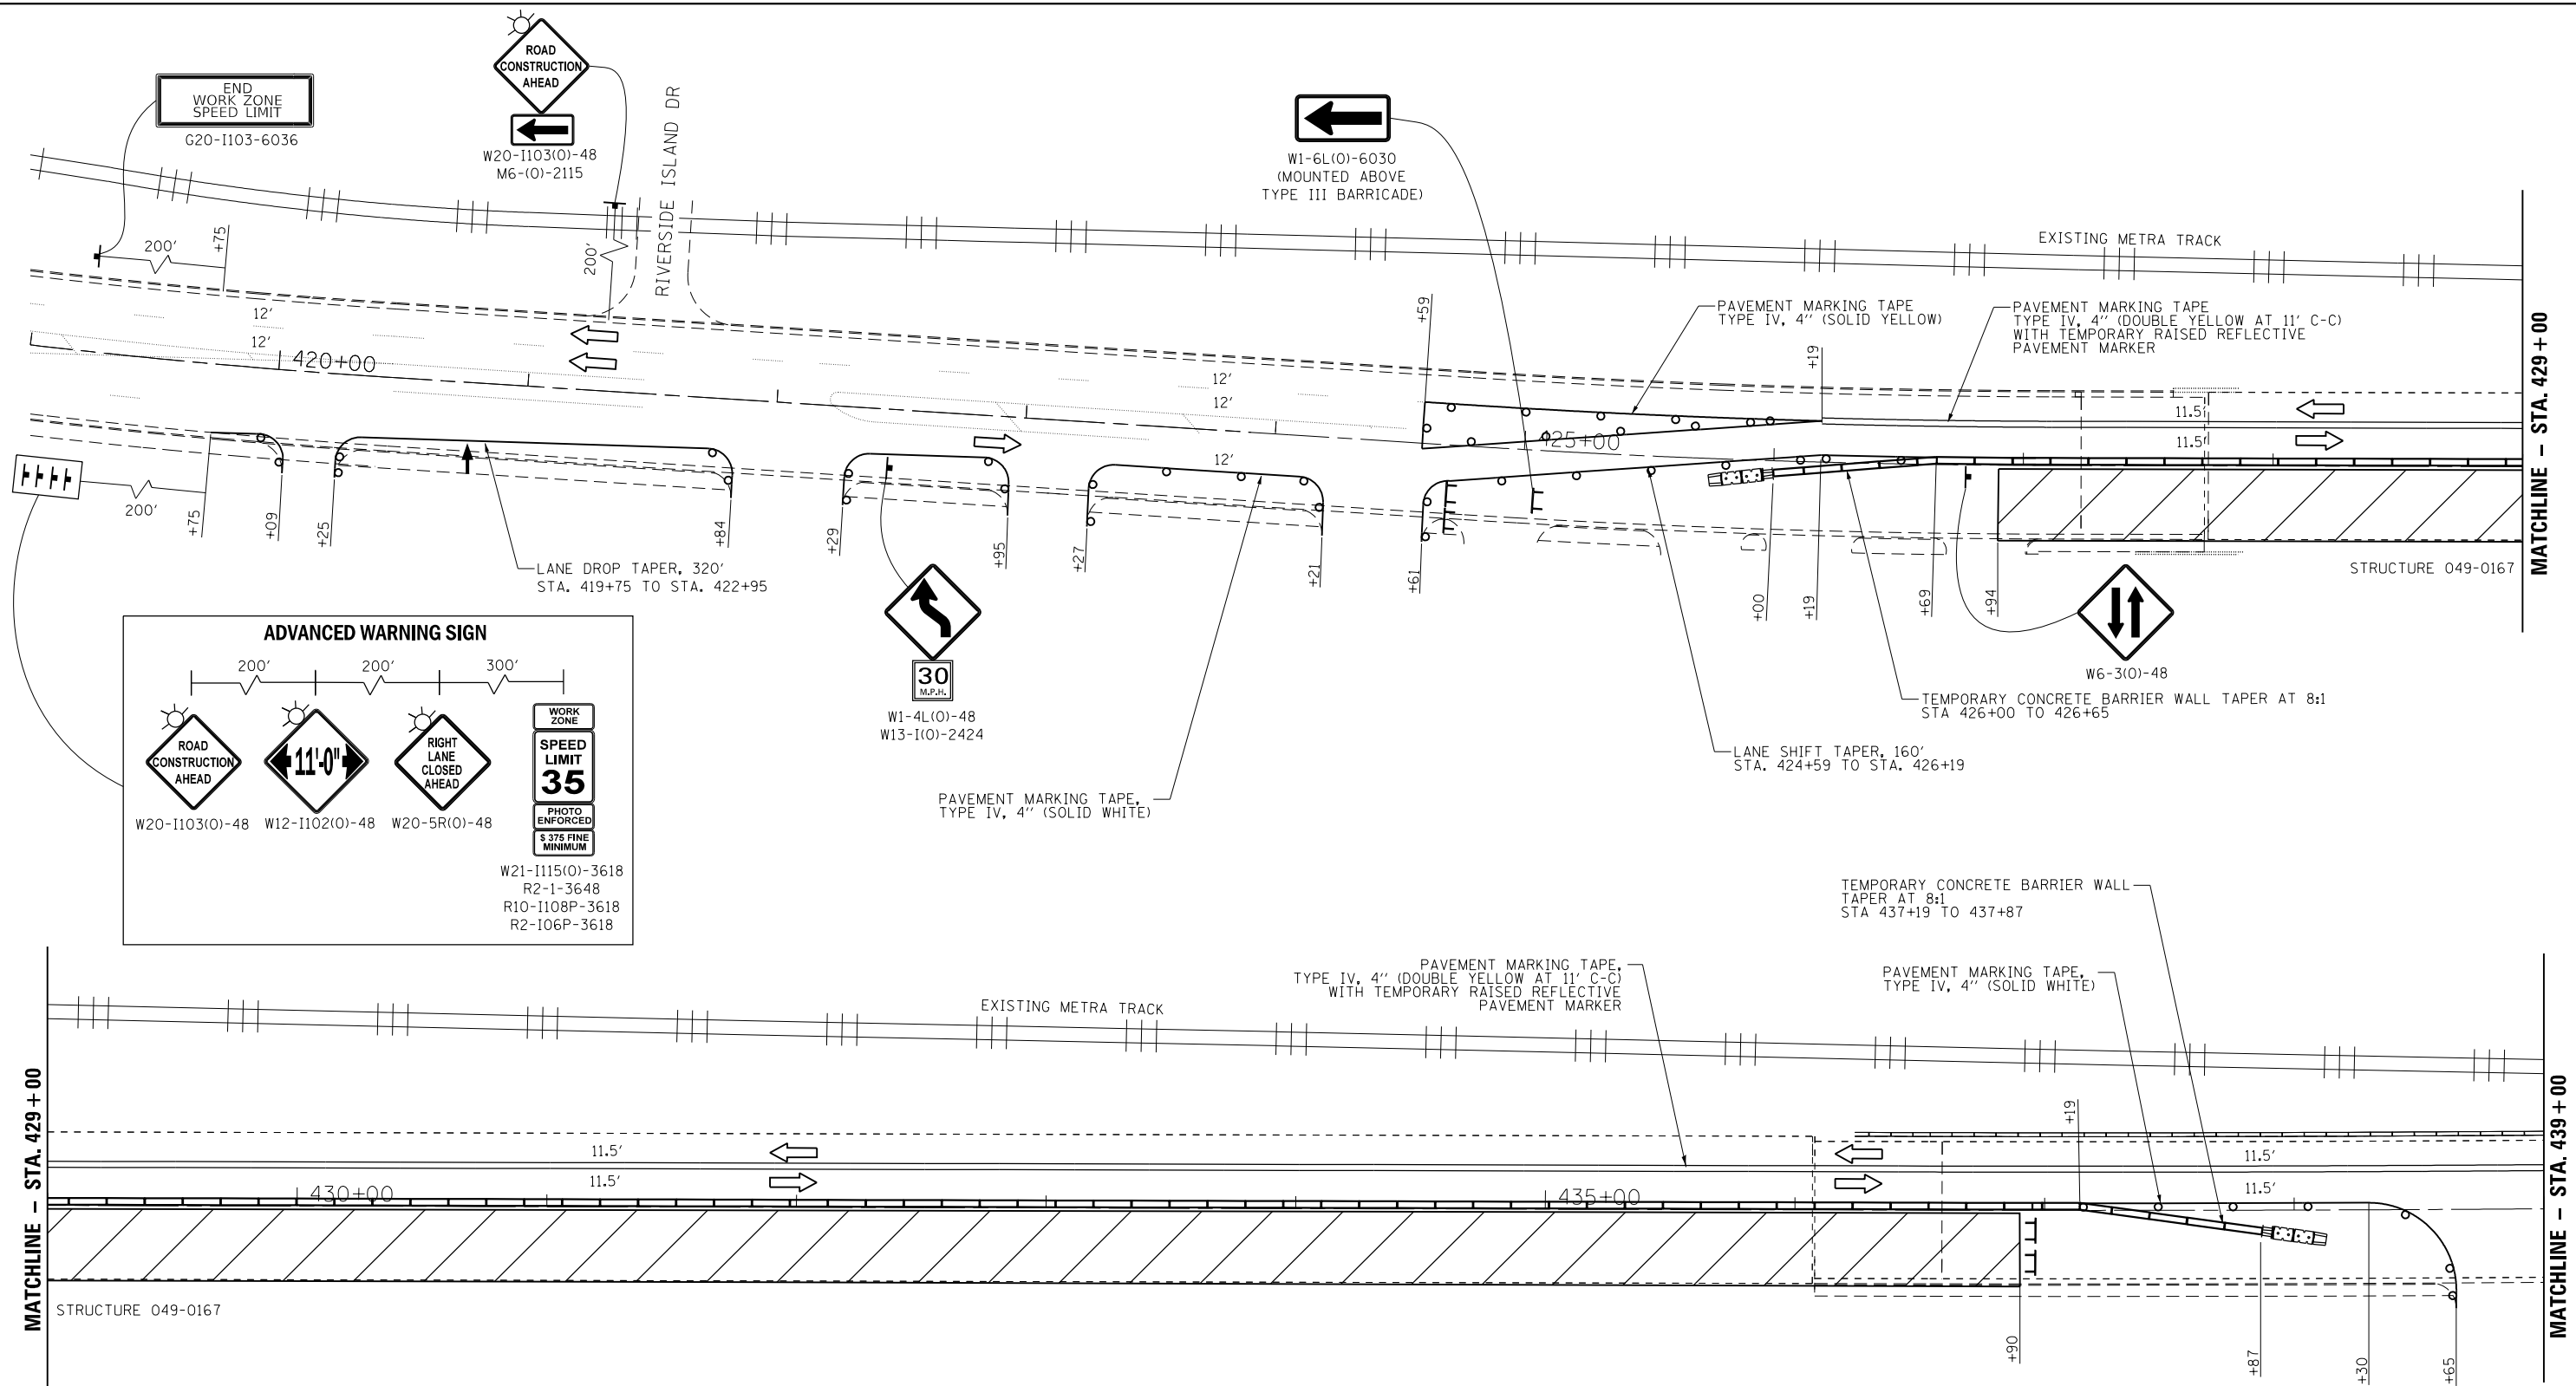 ROAD
CONSTRUCTION
AHEAD
W20-I103(O)-48
M6-(O)-2115
END
WORK ZONE
SPEED LIMIT
G20-I103-6036
RIVERSIDE ISLAND DR
W1-6L(O)-6030
(MOUNTED ABOVE
TYPE III BARRICADE)
EXISTING METRA TRACK
200'
+75
200'
12'
12'
420+00
+59
PAVEMENT MARKING TAPE
TYPE IV, 4'' (SOLID YELLOW)
+19
PAVEMENT MARKING TAPE
TYPE IV, 4'' (DOUBLE YELLOW AT 11' C-C)
WITH TEMPORARY RAISED REFLECTIVE
PAVEMENT MARKER
MATCHLINE - STA. 429+00
12'
12'
12'
425+00
11.5'
11.5'
200'
+75
+09
+25
+84
+29
+95
+27
+21
+61
+00
+19
+69
+94
LANE DROP TAPER, 320'
STA. 419+75 TO STA. 422+95
STRUCTURE 049-0167
30
M.P.H.
W1-4L(O)-48
W13-I(O)-2424
W6-3(O)-48
TEMPORARY CONCRETE BARRIER WALL TAPER AT 8:1
STA 426+00 TO 426+65
LANE SHIFT TAPER, 160'
STA. 424+59 TO STA. 426+19
PAVEMENT MARKING TAPE,
TYPE IV, 4'' (SOLID WHITE)
ADVANCED WARNING SIGN
200'
200'
300'
ROAD
CONSTRUCTION
AHEAD
W20-I103(O)-48
11'-0"
W12-I102(O)-48
RIGHT
LANE
CLOSED
AHEAD
W20-5R(O)-48
WORK
ZONE
SPEED
LIMIT
35
PHOTO
ENFORCED
$ 375 FINE
MINIMUM
W21-I115(O)-3618
R2-1-3648
R10-I108P-3618
R2-I06P-3618
TEMPORARY CONCRETE BARRIER WALL
TAPER AT 8:1
STA 437+19 TO 437+87
PAVEMENT MARKING TAPE,
TYPE IV, 4'' (DOUBLE YELLOW AT 11' C-C)
WITH TEMPORARY RAISED REFLECTIVE
PAVEMENT MARKER
PAVEMENT MARKING TAPE,
TYPE IV, 4'' (SOLID WHITE)
EXISTING METRA TRACK
MATCHLINE - STA. 429+00
11.5'
11.5'
430+00
435+00
+19
11.5'
11.5'
MATCHLINE - STA. 439+00
STRUCTURE 049-0167
+90
+87
+30
+65